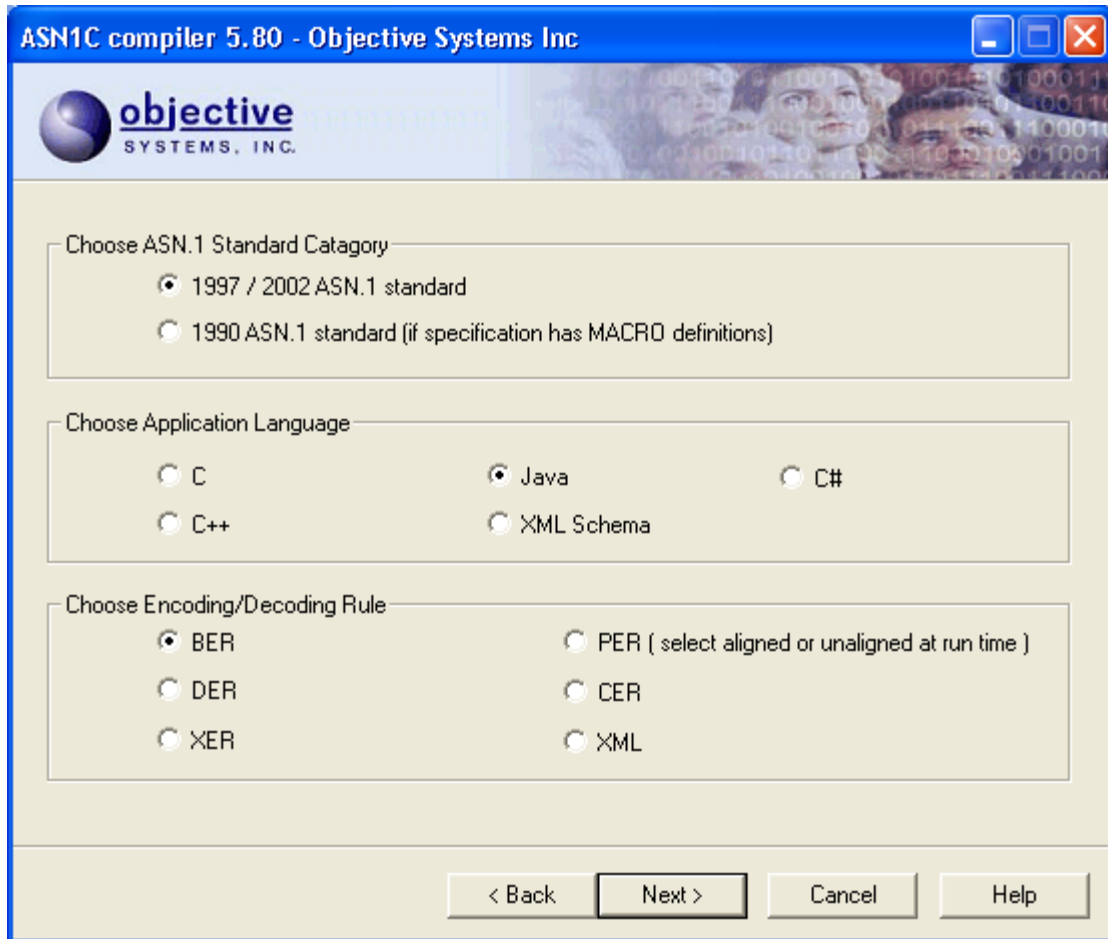 ASN1C compiler 5.80 - Objective Systems Inc
objective
SYSTEMS, INC.
Choose ASN.1 Standard Catagory
1997 / 2002 ASN.1 standard
1990 ASN.1 standard (if specification has MACRO definitions)
Choose Application Language
C
Java
C#
C++
XML Schema
Choose Encoding/Decoding Rule
BER
PER ( select aligned or unaligned at run time )
DER
CER
XER
XML
< Back
Next >
Cancel
Help